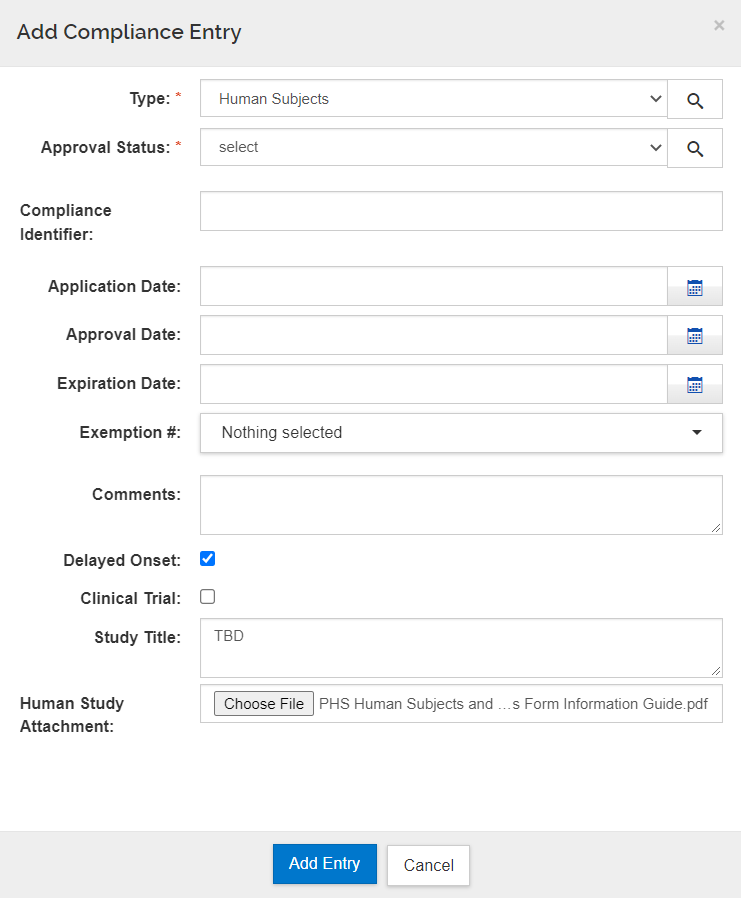 Add Compliance Entry ×
Type: * Human Subjects
Approval Status: * select
Compliance
Identifier:
Application Date:
Approval Date:
Expiration Date:
Exemption #: Nothing selected
Comments:
Delayed Onset:
Clinical Trial:
Study Title: TBD
Human Study
Attachment:
Choose File PHS Human Subjects and ...s Form Information Guide.pdf
Add Entry Cancel